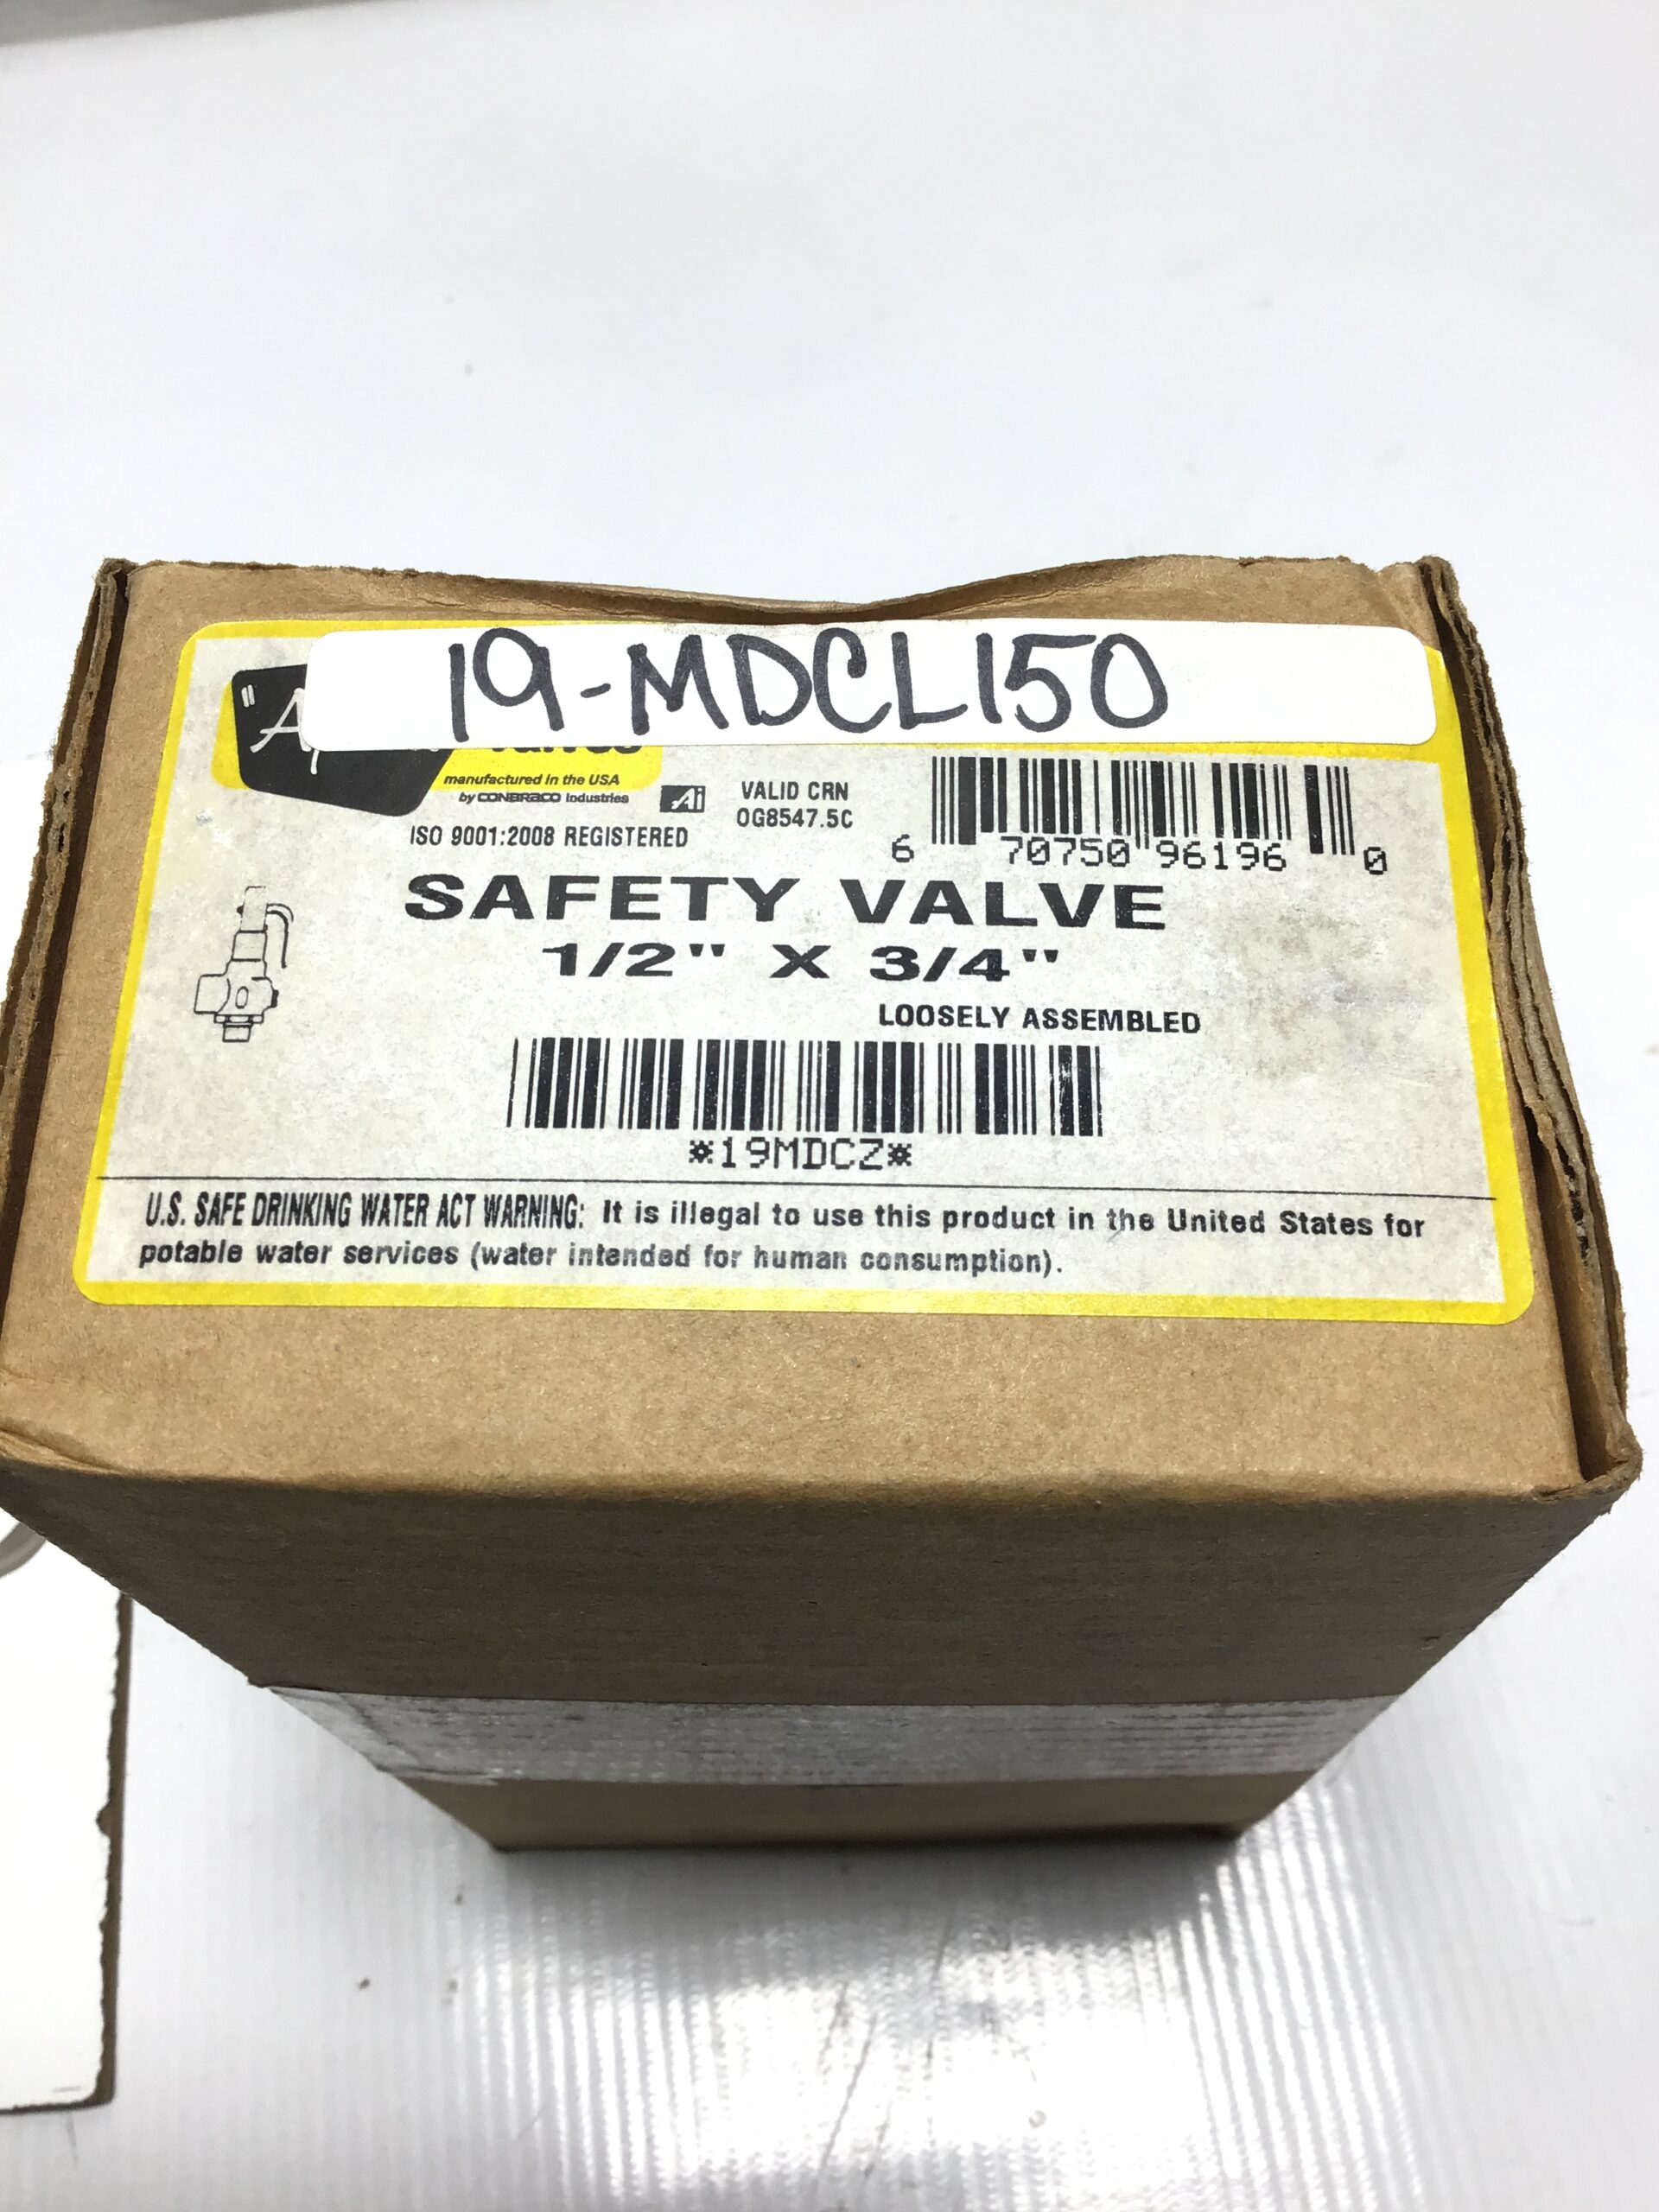 19-MDCL150
manufactured in the USA
by CONBRACO Industries
Ai
ISO 9001:2008 REGISTERED
VALID CRN
OG8547.5C
6 70750 96196 0
SAFETY VALVE
1/2" X 3/4"
LOOSELY ASSEMBLED
*19MDCZ*
U.S. SAFE DRINKING WATER ACT WARNING: It is illegal to use this product in the United States for
potable water services (water intended for human consumption).